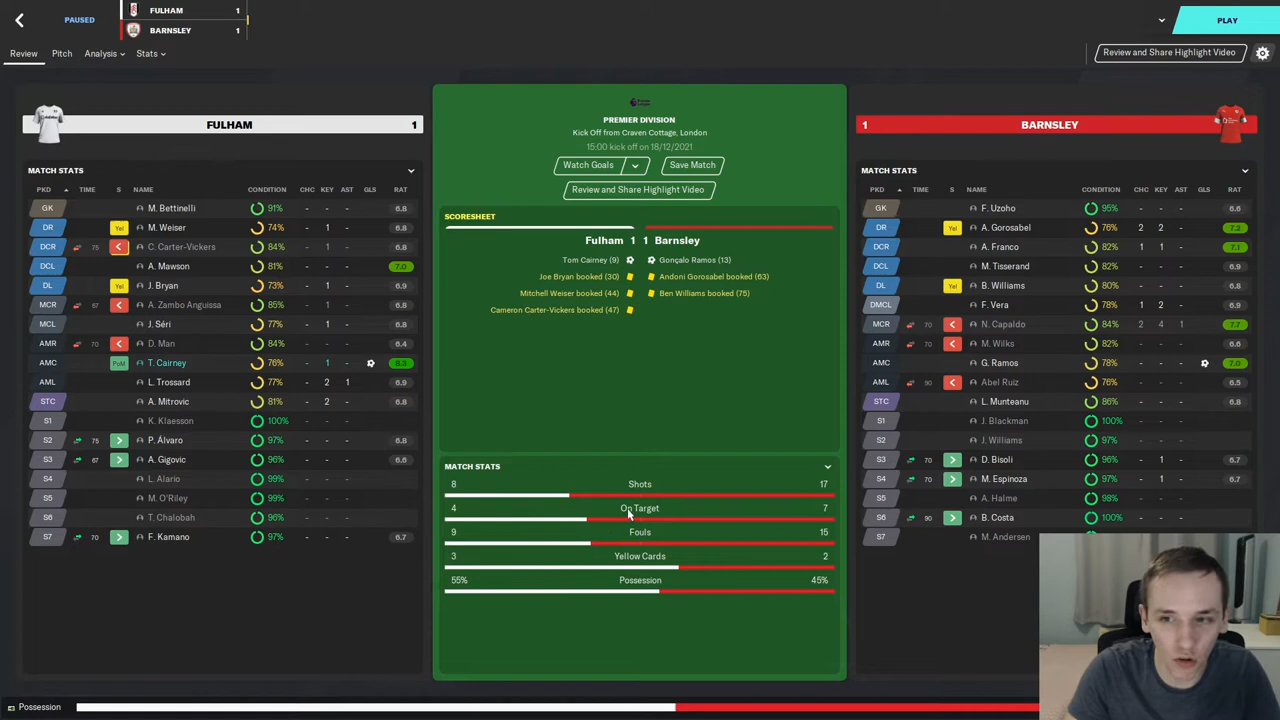 PAUSED
FULHAM 1
BARNSLEY 1
PLAY
Review Pitch Analysis Stats
Review and Share Highlight Video
FULHAM 1
MATCH STATS
PKD TIME S NAME CONDITION CHC KEY AST GLS RAT
GK M. Bettinelli 91% - - - 6.8
DR Yel M. Weiser 74% - 1 - 6.8
DCR 75 C. Carter-Vickers 84% - 1 - 6.8
DCL A. Mawson 81% - - - 7.0
DL Yel J. Bryan 73% - 1 - 6.9
MCR 67 A. Zambo Anguissa 85% - 1 - 6.8
MCL J. Séri 77% - 1 - 6.8
AMR 70 D. Man 84% - - - 6.4
AMC PoM T. Cairney 76% - 1 - 8.3
AML L. Trossard 77% - 2 1 6.9
STC A. Mitrovic 81% - 2 - 6.8
S1 K. Klaesson 100%
S2 75 P. Álvaro 97% - - - 6.8
S3 67 A. Gigovic 96% - - - 6.6
S4 L. Alario 99%
S5 M. O'Riley 99%
S6 T. Chalobah 96%
S7 70 F. Kamano 97% - - - 6.7
PREMIER DIVISION
Kick Off from Craven Cottage, London
15:00 kick off on 18/12/2021
Watch Goals Save Match
Review and Share Highlight Video
SCORESHEET
Fulham 1 1 Barnsley
Tom Cairney (9) Gonçalo Ramos (13)
Joe Bryan booked (30) Andoni Gorosabel booked (63)
Mitchell Weiser booked (44) Ben Williams booked (75)
Cameron Carter-Vickers booked (47)
MATCH STATS
8 Shots 17
4 On Target 7
9 Fouls 15
3 Yellow Cards 2
55% Possession 45%
1 BARNSLEY
MATCH STATS
PKD TIME S NAME CONDITION CHC KEY AST GLS RAT
GK F. Uzoho 95% - - - 6.6
DR Yel A. Gorosabel 76% 2 2 - 7.2
DCR A. Franco 82% 1 1 - 7.1
DCL M. Tisserand 82% - - - 6.9
DL Yel B. Williams 80% - - - 6.8
DMCL F. Vera 78% 1 2 - 6.9
MCR 70 N. Capaldo 84% 2 4 1 7.7
AMR 70 M. Wilks 82% - - - 6.6
AMC G. Ramos 78% - - - 7.0
AML 90 Abel Ruiz 76% - - - 6.5
STC L. Munteanu 86% - - - 6.8
S1 J. Blackman 100%
S2 J. Williams 97%
S3 70 D. Bisoli 96% - 1 - 6.7
S4 70 M. Espinoza 97% - 1 - 6.7
S5 A. Halme 98%
S6 90 B. Costa 100% - - -
S7 M. Andersen
Possession